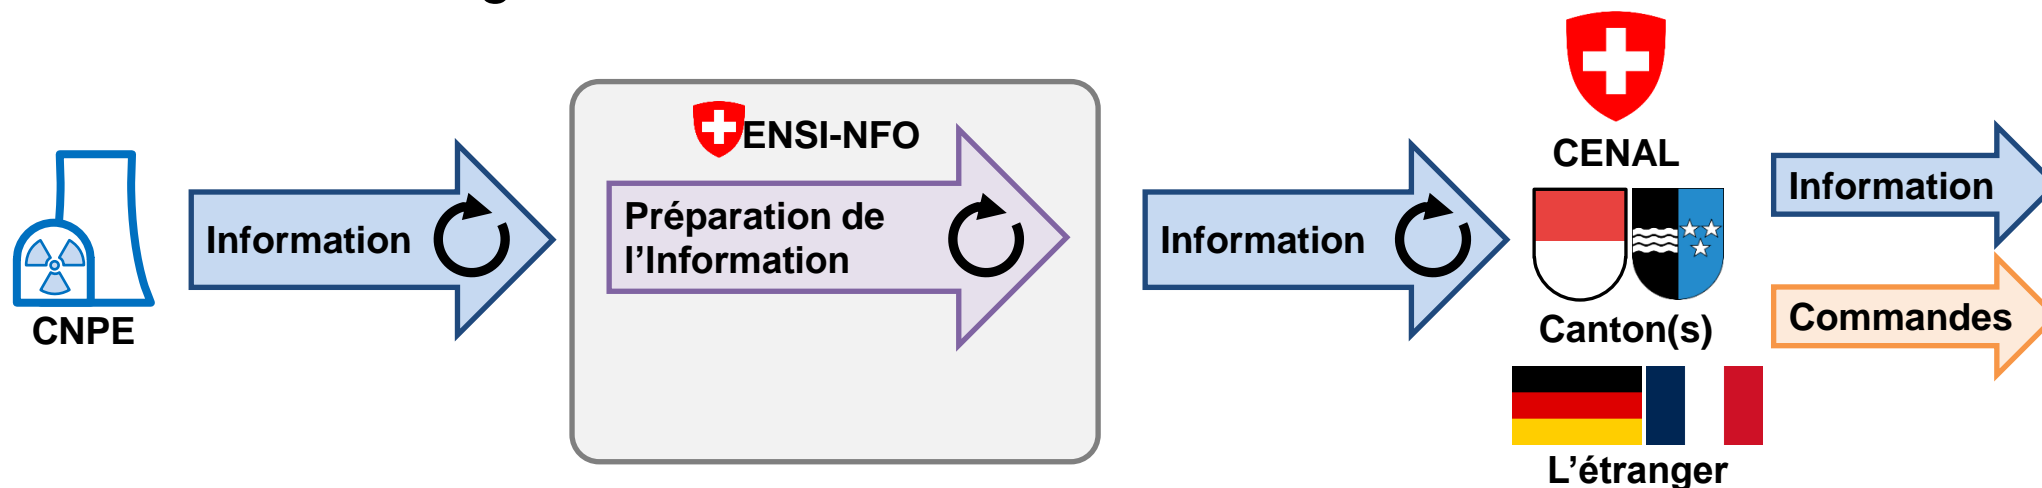 CNPE
Information
ENSI-NFO
Préparation de
l'Information
Information
CENAL
Canton(s)
L'étranger
Information
Commandes